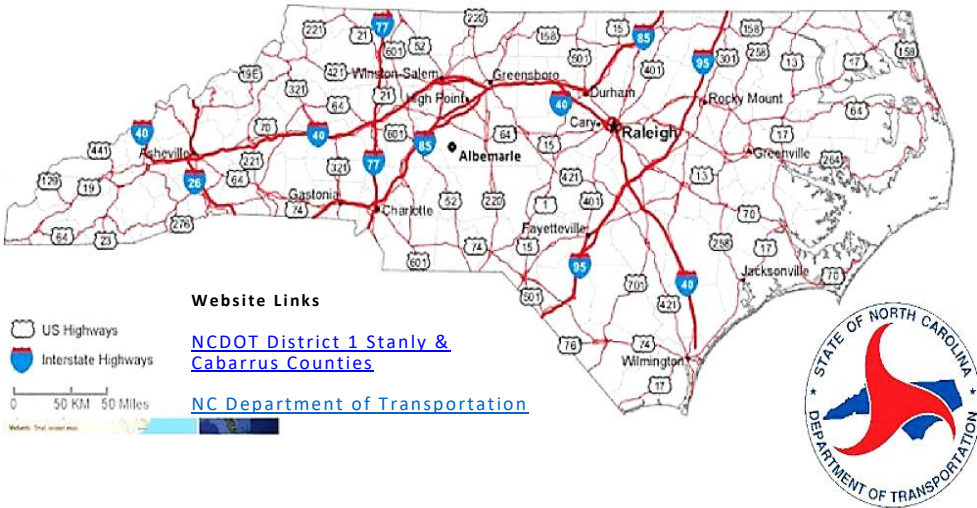 220
77
221
21
52
158
15
85
158
601
95
301
258
13
17
158
501
401
19E
421
Winston-Salem
Greensboro
321
21
High Point
40
Durham
Rocky Mount
64
64
40
70
40
601
85
64
Cary
Raleigh
17
441
Asheville
221
77
Albemarle
15
Greenville
264
129
19
26
64
321
421
13
Gastonia
74
52
220
1
401
70
Charlotte
276
Fayetteville
64
23
74
15
258
17
601
95
Jacksonville
70
40
701
501
421
76
74
Wilmington
17
US Highways
Interstate Highways
0 50 KM 50 Miles
Website Links
NCDOT District 1 Stanly &
Cabarrus Counties
NC Department of Transportation
STATE OF NORTH CAROLINA
DEPARTMENT OF TRANSPORTATION